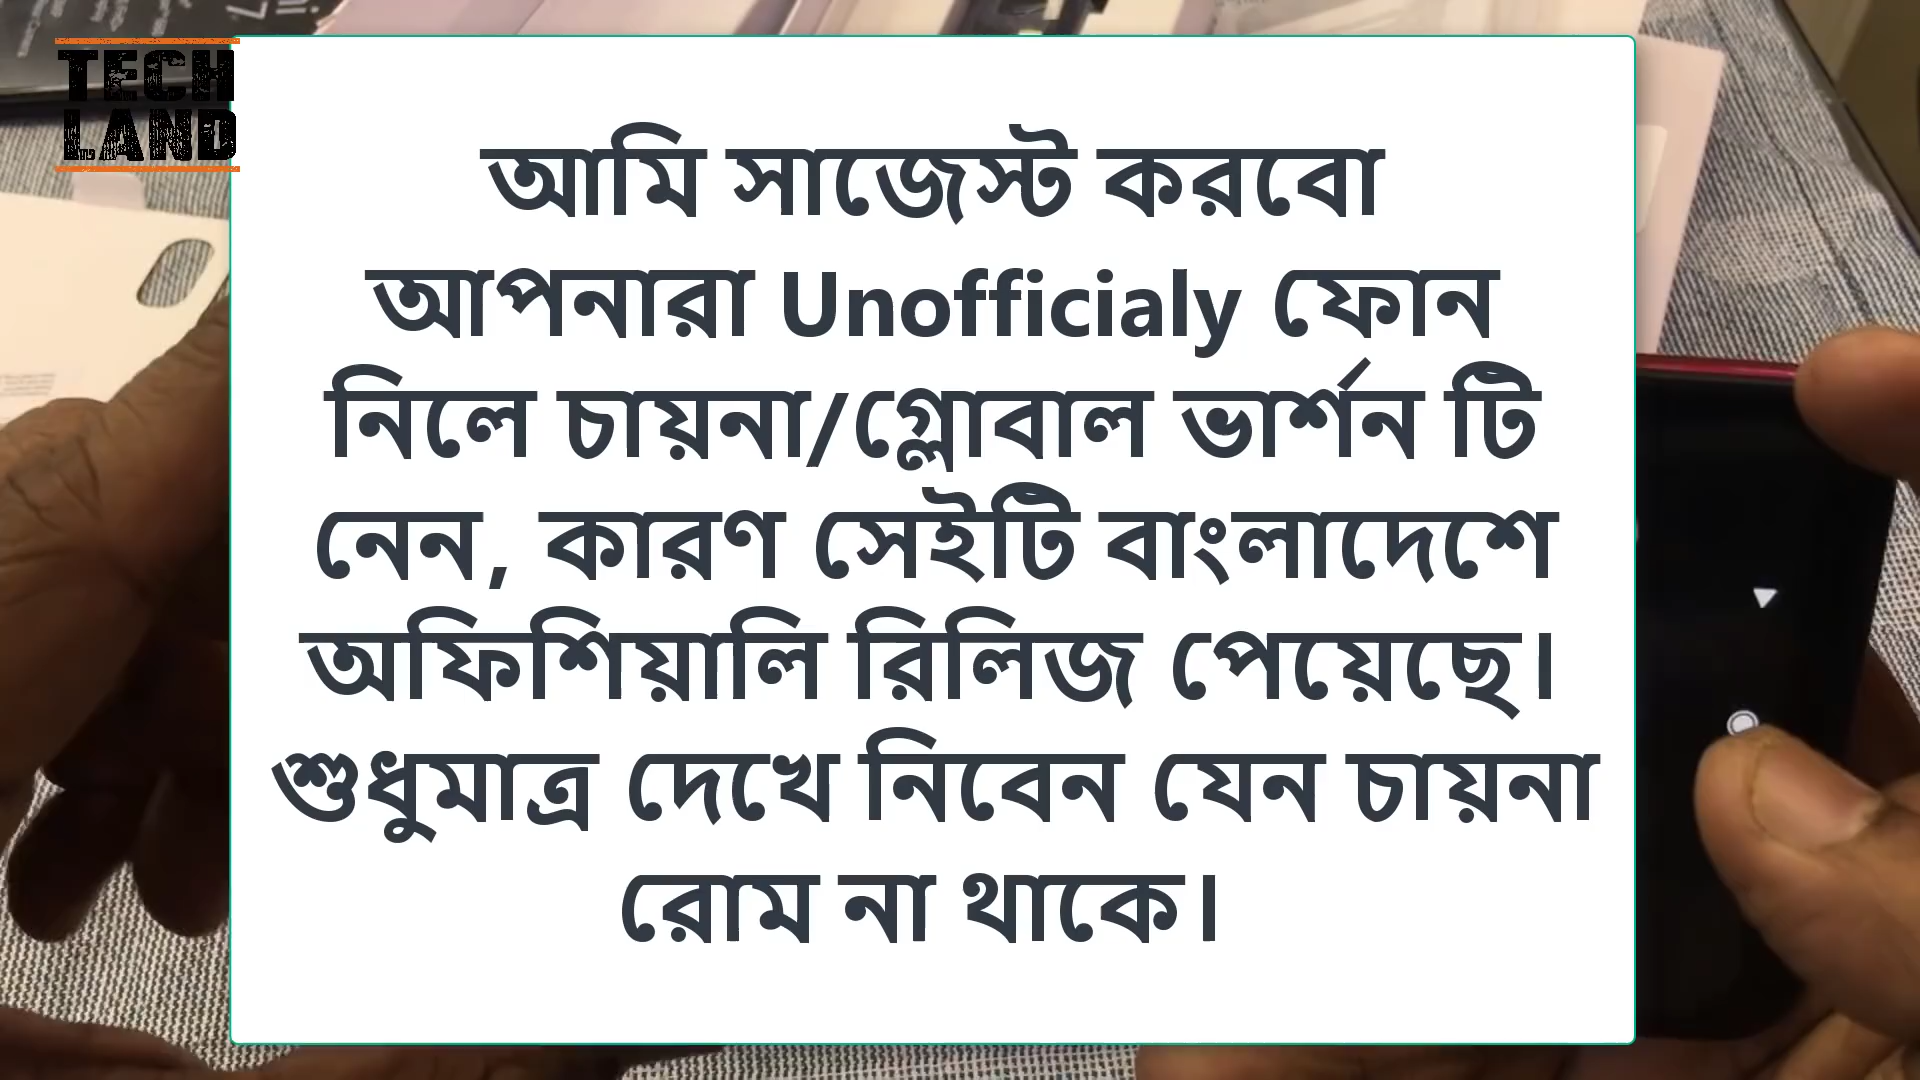 TECH
LAND
আমি সাজেস্ট করবো
আপনারা Unofficialy ফোন
নিলে চায়না/গ্লোবাল ভার্শন টি
নেন, কারণ সেইটি বাংলাদেশে
অফিশিয়ালি রিলিজ পেয়েছে।
শুধুমাত্র দেখে নিবেন যেন চায়না
রোম না থাকে।